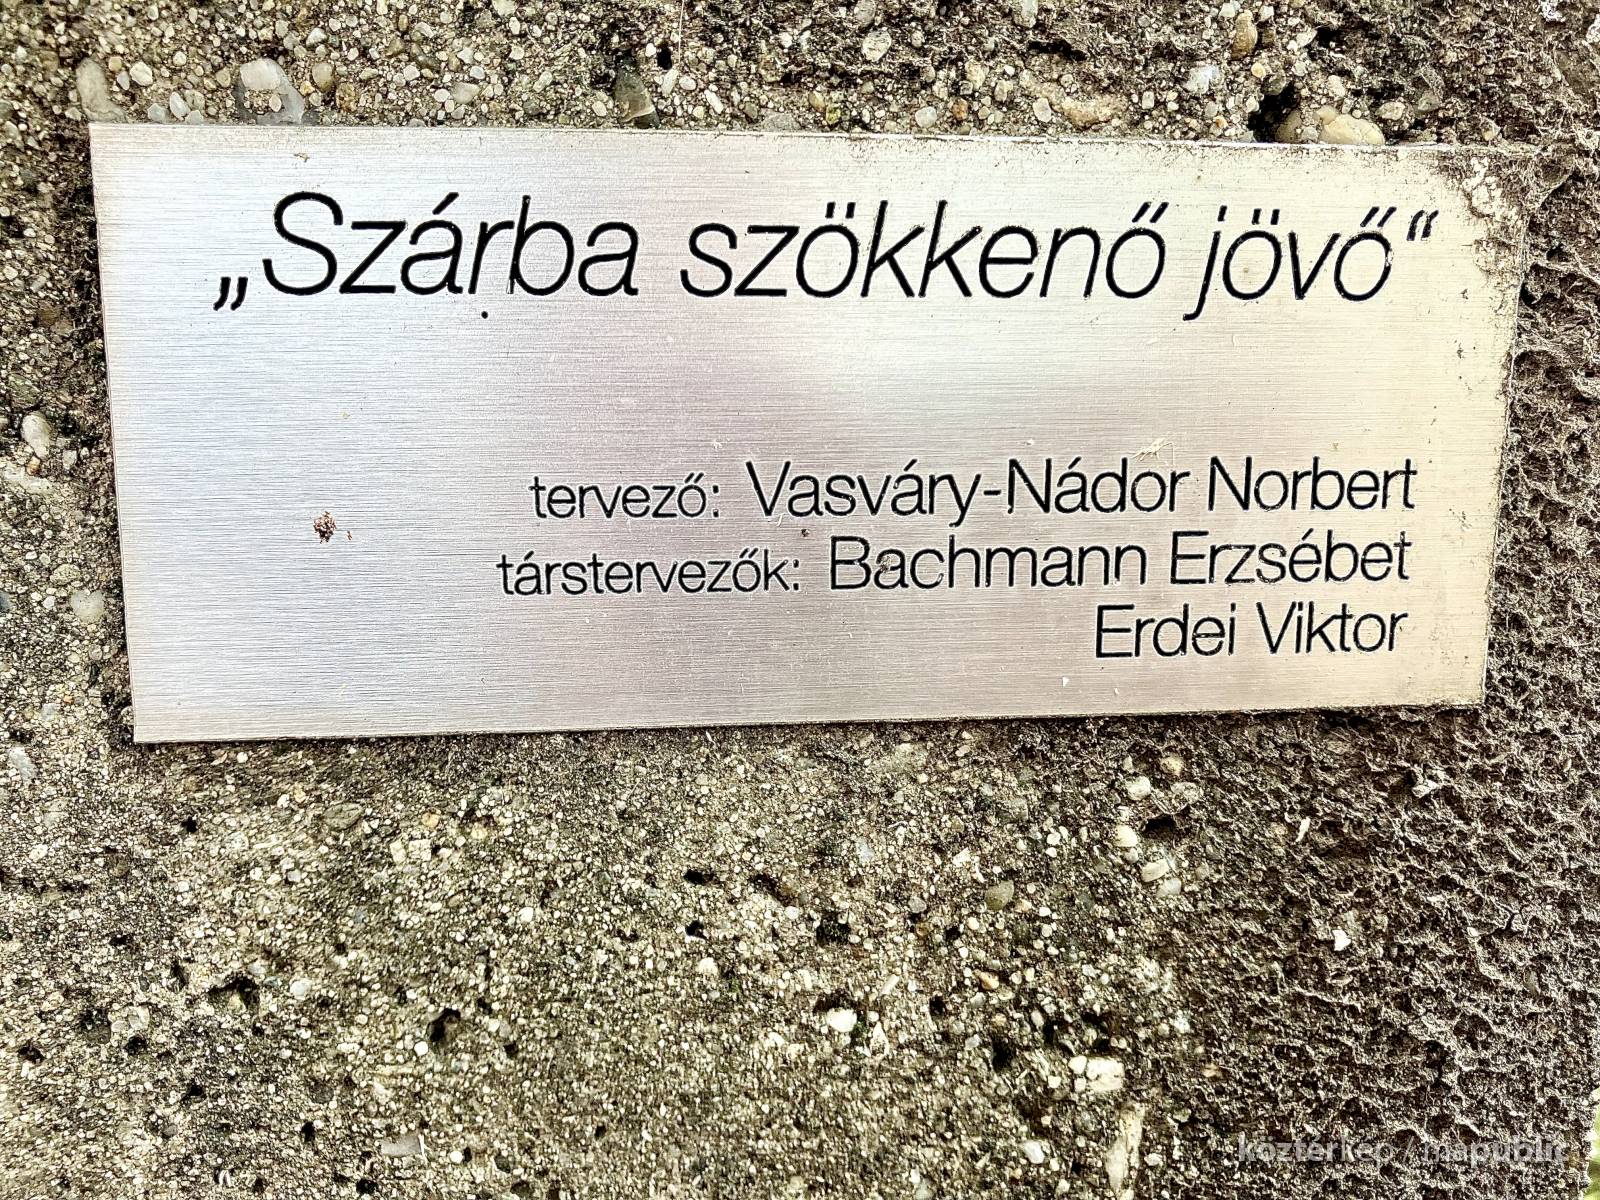 „Szárba szökkenő jövő“
tervező: Vasváry-Nádor Norbert
társtervezők: Bachmann Erzsébet
Erdei Viktor
köztérkép / mapublic